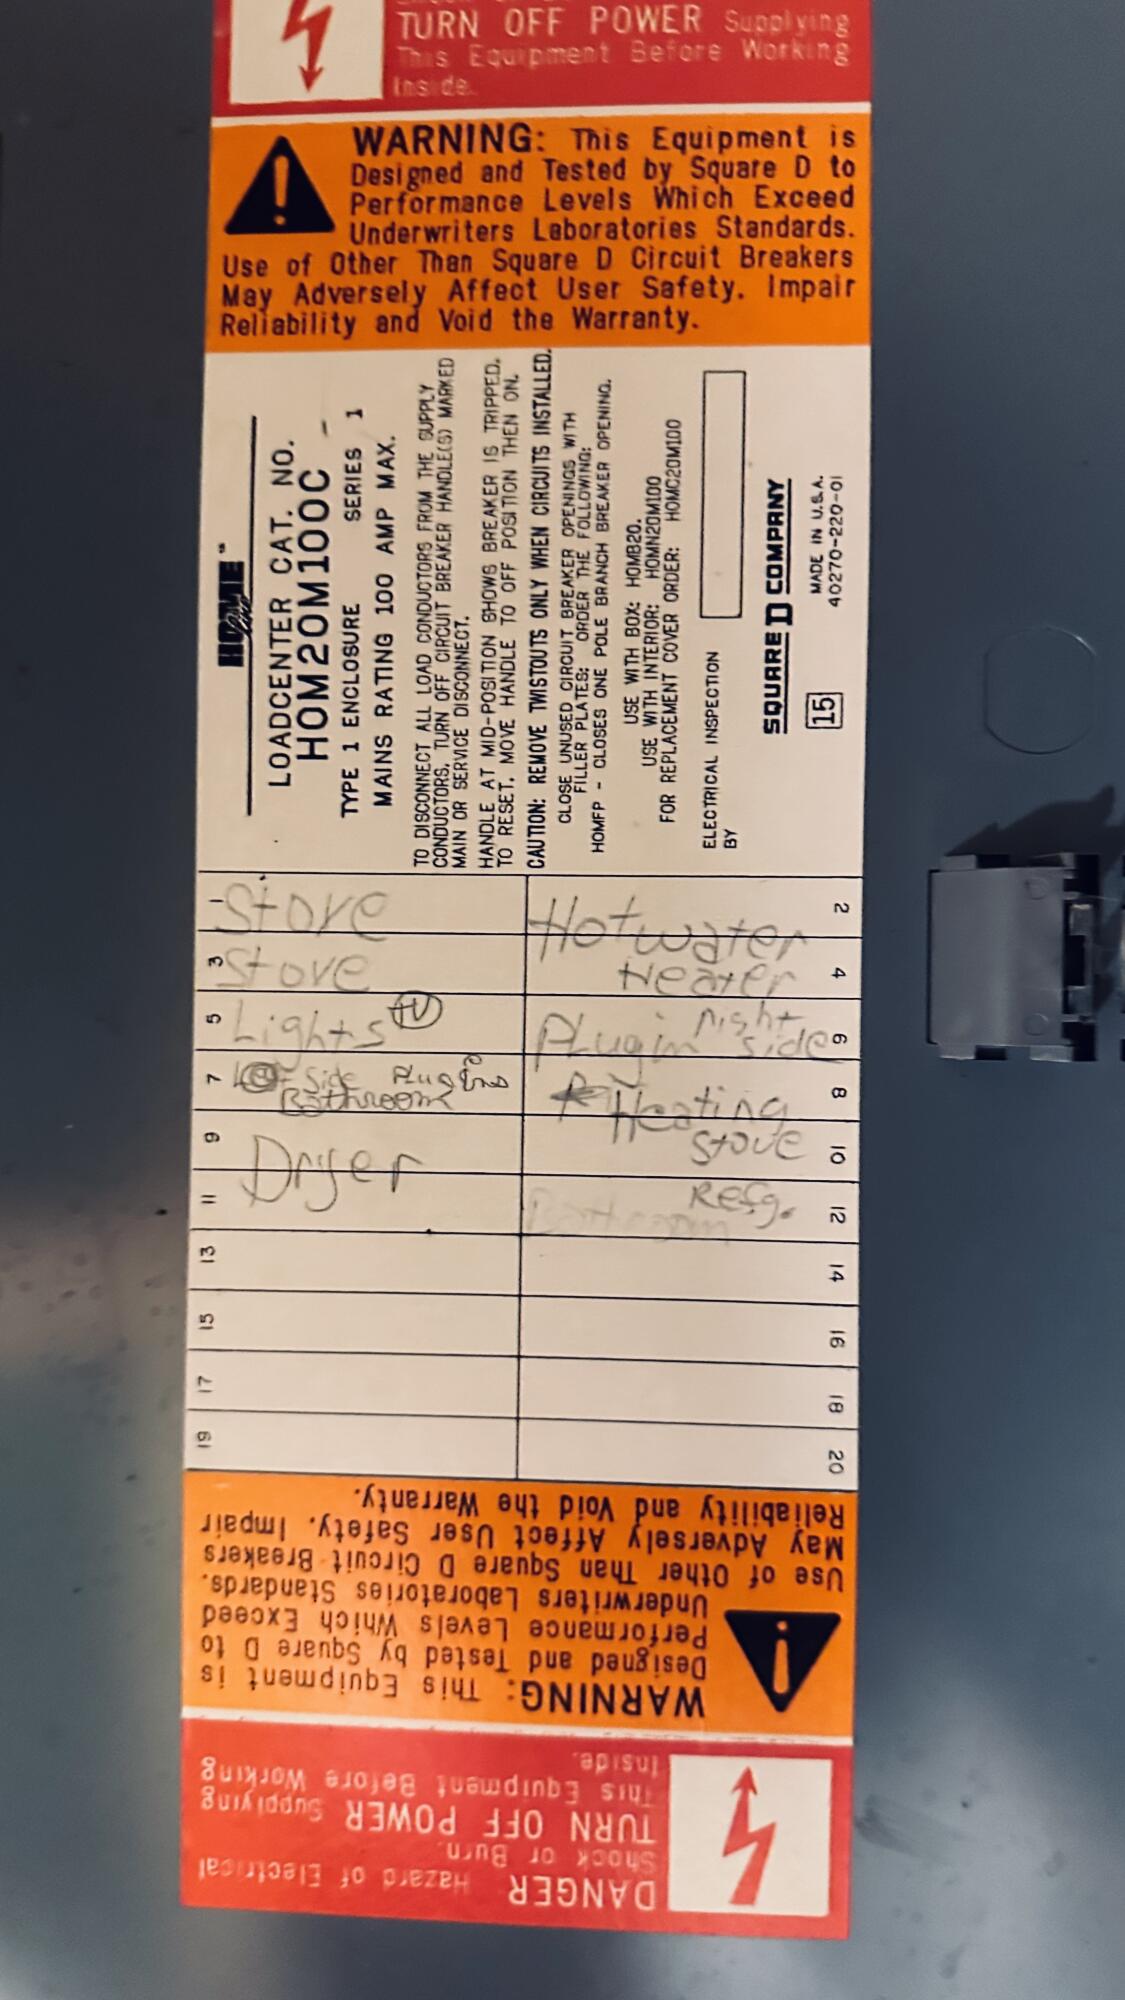 TURN OFF POWER Supplying
This Equipment Before Working
Inside.
WARNING: This Equipment is
Designed and Tested by Square D to
Performance Levels Which Exceed
Underwriters Laboratories Standards.
Use of Other Than Square D Circuit Breakers
May Adversely Affect User Safety. Impair
Reliability and Void the Warranty.
HOME
LOADCENTER CAT. NO.
HOM20M100C
TYPE 1 ENCLOSURE SERIES 1
MAINS RATING 100 AMP MAX.
TO DISCONNECT ALL LOAD CONDUCTORS FROM THE SUPPLY
CONDUCTORS, TURN OFF CIRCUIT BREAKER HANDLE(S) MARKED
MAIN OR SERVICE DISCONNECT.
HANDLE AT MID-POSITION SHOWS BREAKER IS TRIPPED.
TO RESET, MOVE HANDLE TO OFF POSITION THEN ON.
CAUTION: REMOVE TWISTOUTS ONLY WHEN CIRCUITS INSTALLED.
CLOSE UNUSED CIRCUIT BREAKER OPENINGS WITH
FILLER PLATES; ORDER THE FOLLOWING:
HOMFP - CLOSES ONE POLE BRANCH BREAKER OPENING.
USE WITH BOX: HOMB20.
USE WITH INTERIOR: HOMN20M100
FOR REPLACEMENT COVER ORDER: HOMC20M100
ELECTRICAL INSPECTION
BY
SQUARE D COMPANY
15
MADE IN U.S.A.
40270-220-01
1 Stove
Hotwater 2
3 Stove
Heater 4
5 Lights tv
Plugin right side 6
7 Side Plug
Bathroom
Heating 8
9 Dryer
Stove 10
11
Refg. 12
Bathroom
13 14
15 16
17 18
19 20
WARNING: This Equipment is
Designed and Tested by Square D to
Performance Levels Which Exceed
Underwriters Laboratories Standards.
Use of Other Than Square D Circuit Breakers
May Adversely Affect User Safety. Impair
Reliability and Void the Warranty.
DANGER Hazard of Electrical
Shock or Burn.
TURN OFF POWER Supplying
This Equipment Before Working
Inside.